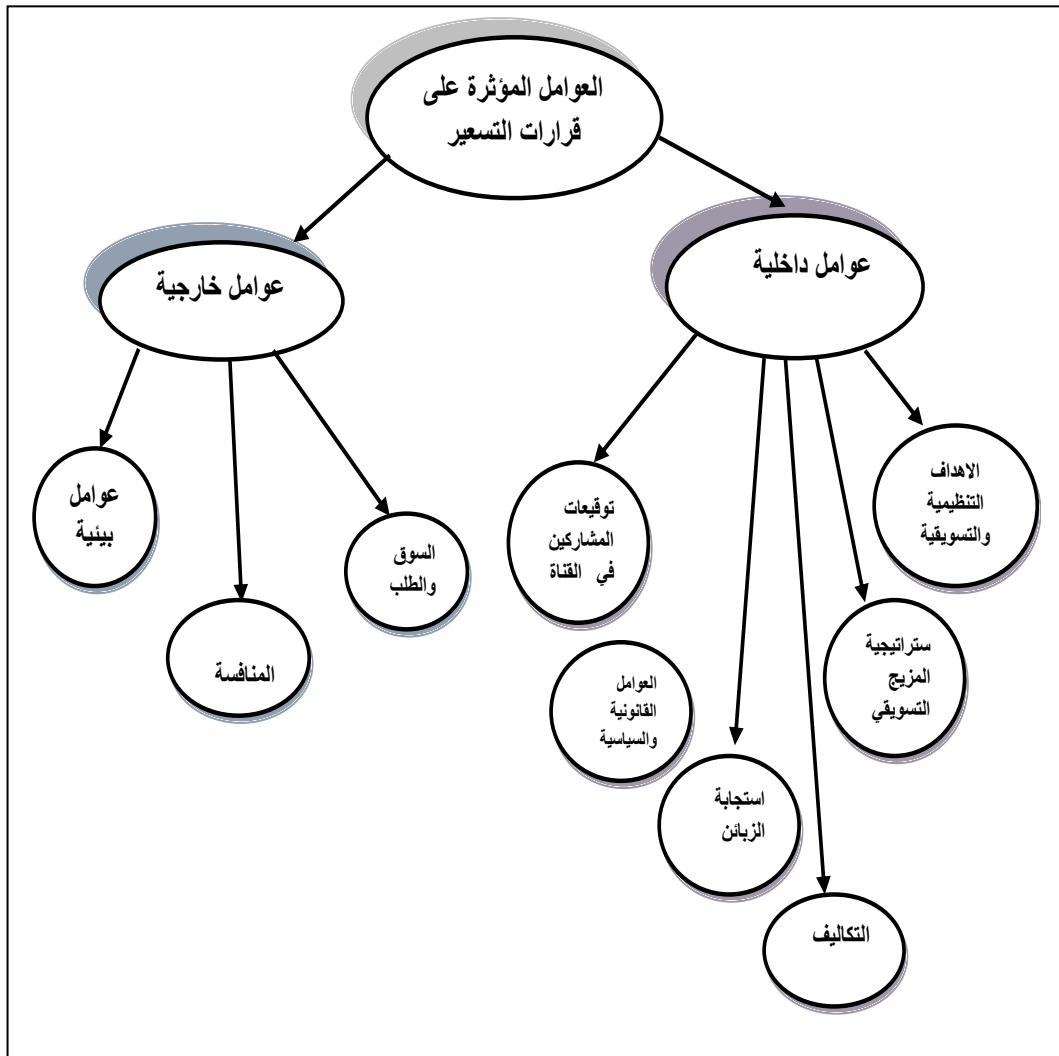 العوامل المؤثرة على
قرارات التسعير
عوامل داخلية
عوامل خارجية
الاهداف
التنظيمية
والتسويقية
ستراتيجية
المزيج
التسويقي
التكاليف
استجابة
الزبائن
العوامل
القانونية
والسياسية
توقيعات
المشاركين
في القناة
السوق
والطلب
المنافسة
عوامل
بيئية